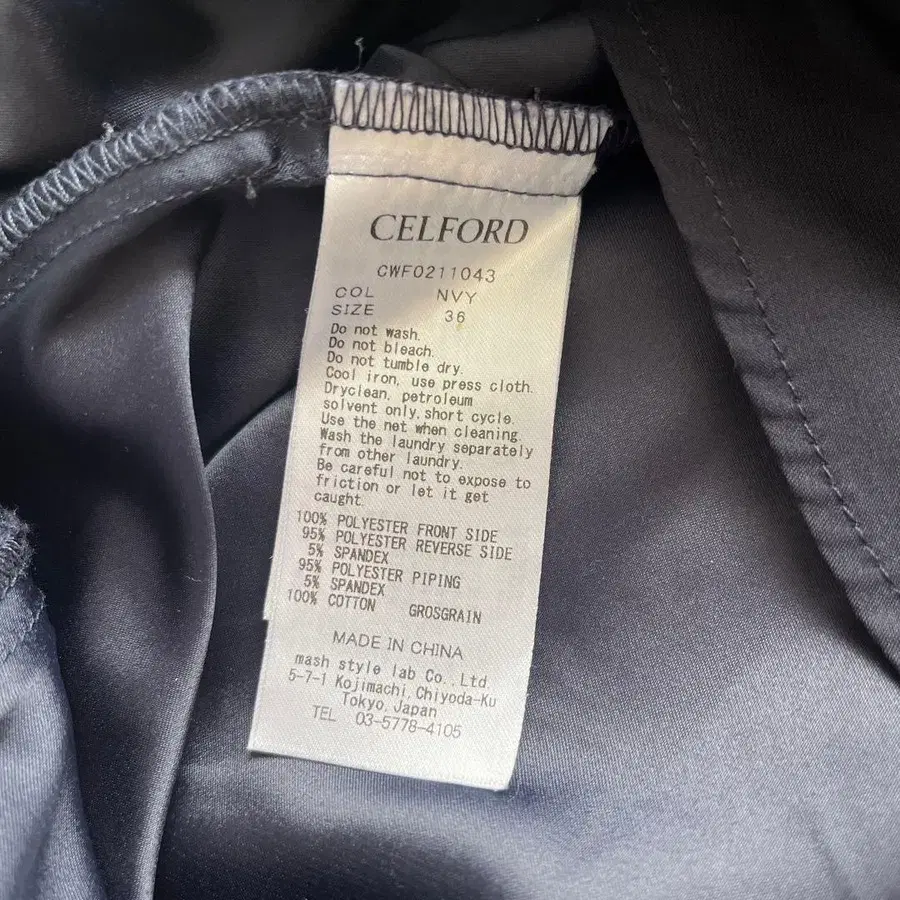 CELFORD
CWF0211043
COL NVY
SIZE 36
Do not wash.
Do not bleach.
Do not tumble dry.
Cool iron, use press cloth.
Dryclean, petroleum
solvent only, short cycle.
Use the net when cleaning.
Wash the laundry separately
from other laundry.
Be careful not to expose to
friction or let it get
caught.
100% POLYESTER FRONT SIDE
95% POLYESTER REVERSE SIDE
5% SPANDEX
95% POLYESTER PIPING
5% SPANDEX
100% COTTON GROSGRAIN
MADE IN CHINA
mash style lab Co., Ltd.
5-7-1 Kojimachi, Chiyoda-Ku
Tokyo, Japan
TEL 03-5778-4105